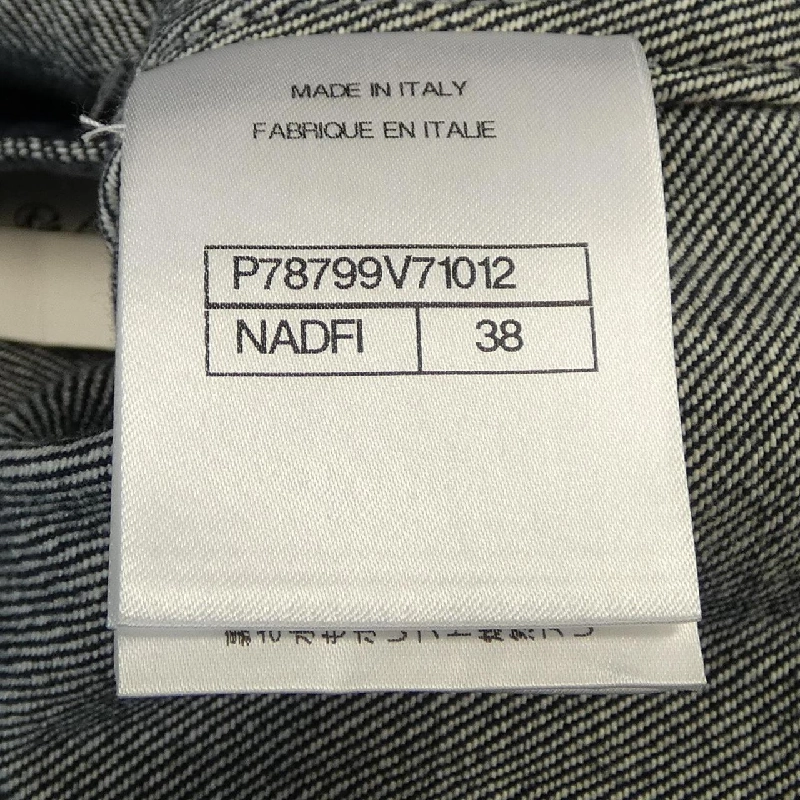 MADE IN ITALY
FABRIQUE EN ITALIE
P78799V71012
NADFI 38